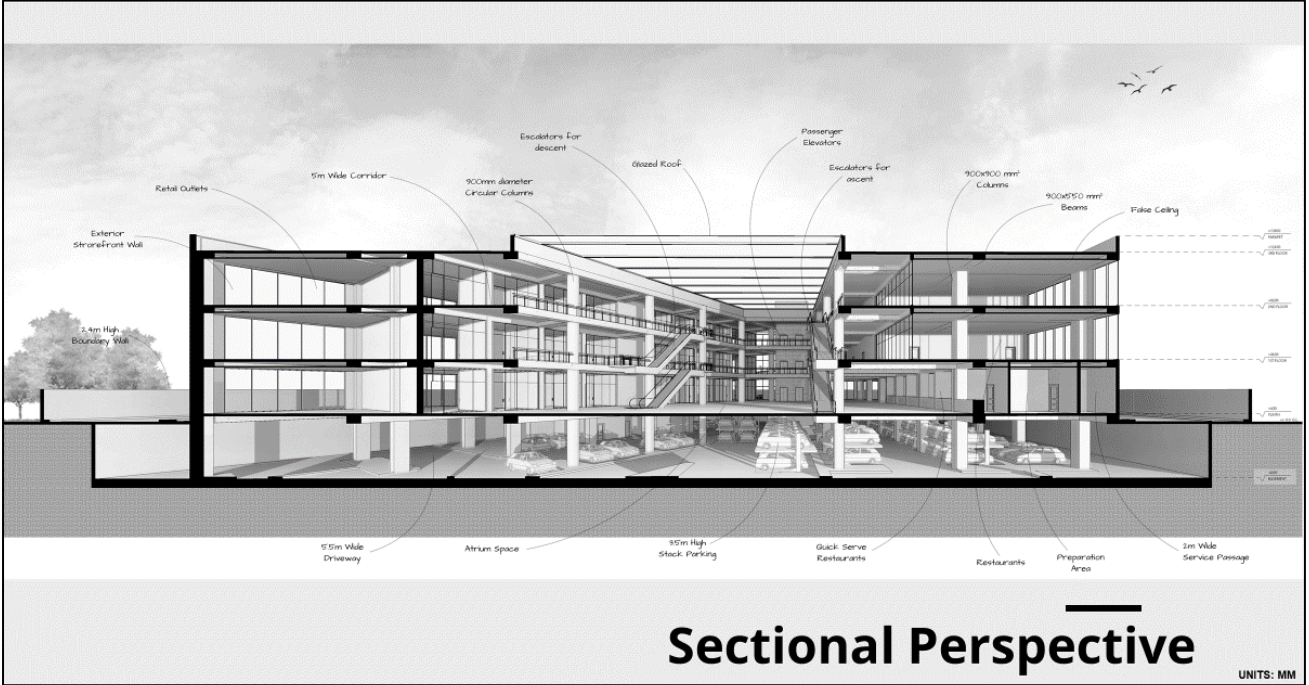 Escalators for
descent
Passenger
Elevators
Glazed Roof
Escalators for
ascent
5m Wide Corridor
900mm diameter
Circular Columns
900x900 mm²
Columns
Retail Outlets
900x550 mm²
Beams
False Ceiling
Exterior
Strorefront Wall
2.4m High
Boundary Wall
5.5m Wide
Driveway
Atrium Space
3.5m High
Stack Parking
Quick Serve
Restaurants
Restaurants
Preparation
Area
2m Wide
Service Passage
Sectional Perspective
UNITS: MM